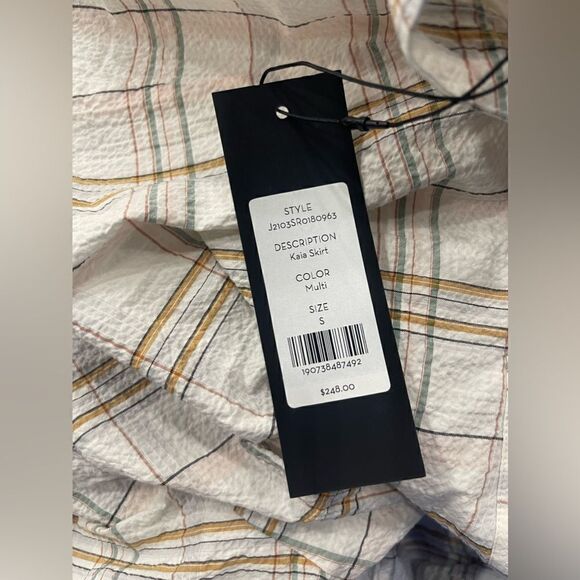 STYLE
J2103SR0180963
DESCRIPTION
Kaia Skirt
COLOR
Multi
SIZE
S
190738487492
$248.00